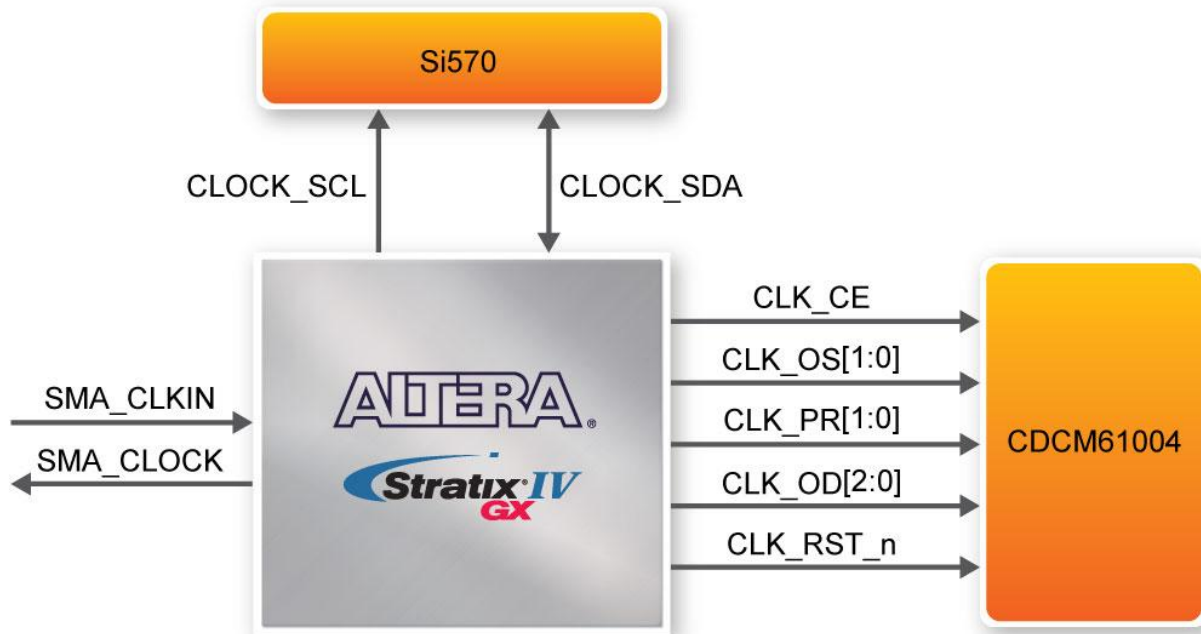 Si570
CLOCK_SCL
CLOCK_SDA
CLK_CE
CLK_OS[1:0]
SMA_CLKIN
ALTERA®
CLK_PR[1:0]
CDCM61004
SMA_CLOCK
Stratix® IV
GX
CLK_OD[2:0]
CLK_RST_n